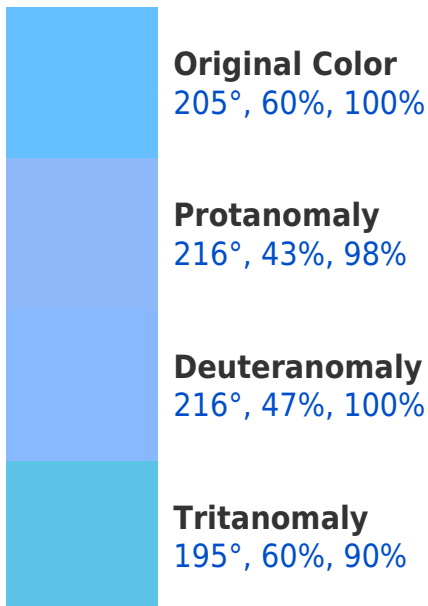 Original Color
205°, 60%, 100%
Protanomaly
216°, 43%, 98%
Deuteranomaly
216°, 47%, 100%
Tritanomaly
195°, 60%, 90%